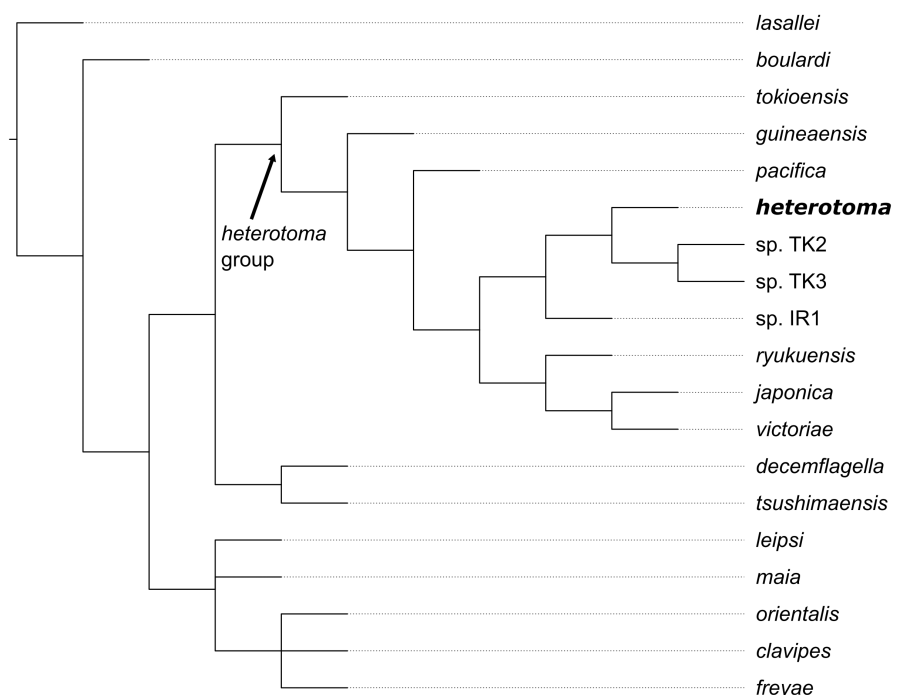 lasallei
boulardi
tokioensis
guineaensis
pacifica
heterotoma
sp. TK2
heterotoma
group
sp. TK3
sp. IR1
ryukuensis
japonica
victoriae
decemflagella
tsushimaensis
leipsi
maia
orientalis
clavipes
freyae